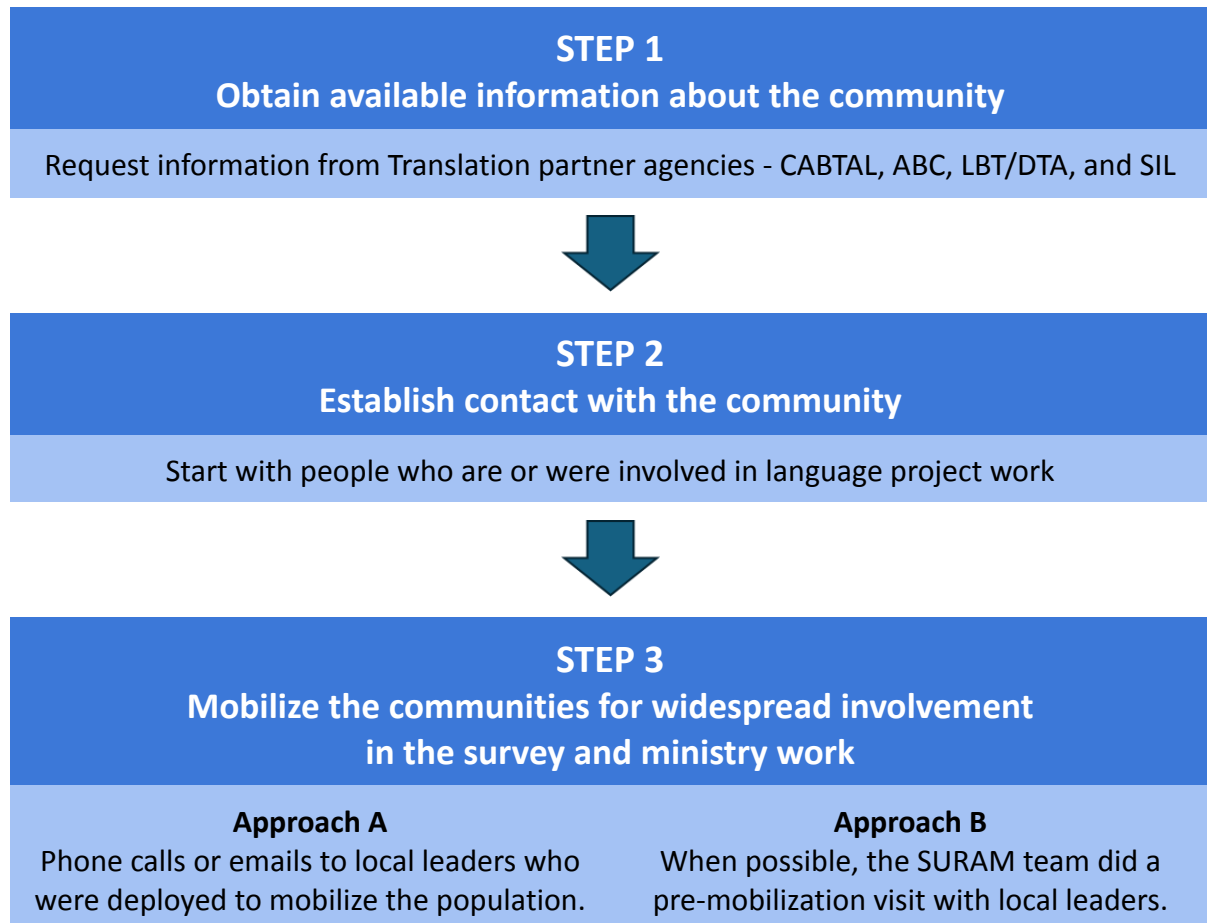 STEP 1
Obtain available information about the community
Request information from Translation partner agencies - CABTAL, ABC, LBT/DTA, and SIL
STEP 2
Establish contact with the community
Start with people who are or were involved in language project work
STEP 3
Mobilize the communities for widespread involvement
in the survey and ministry work
Approach A
Phone calls or emails to local leaders who
were deployed to mobilize the population.
Approach B
When possible, the SURAM team did a
pre-mobilization visit with local leaders.